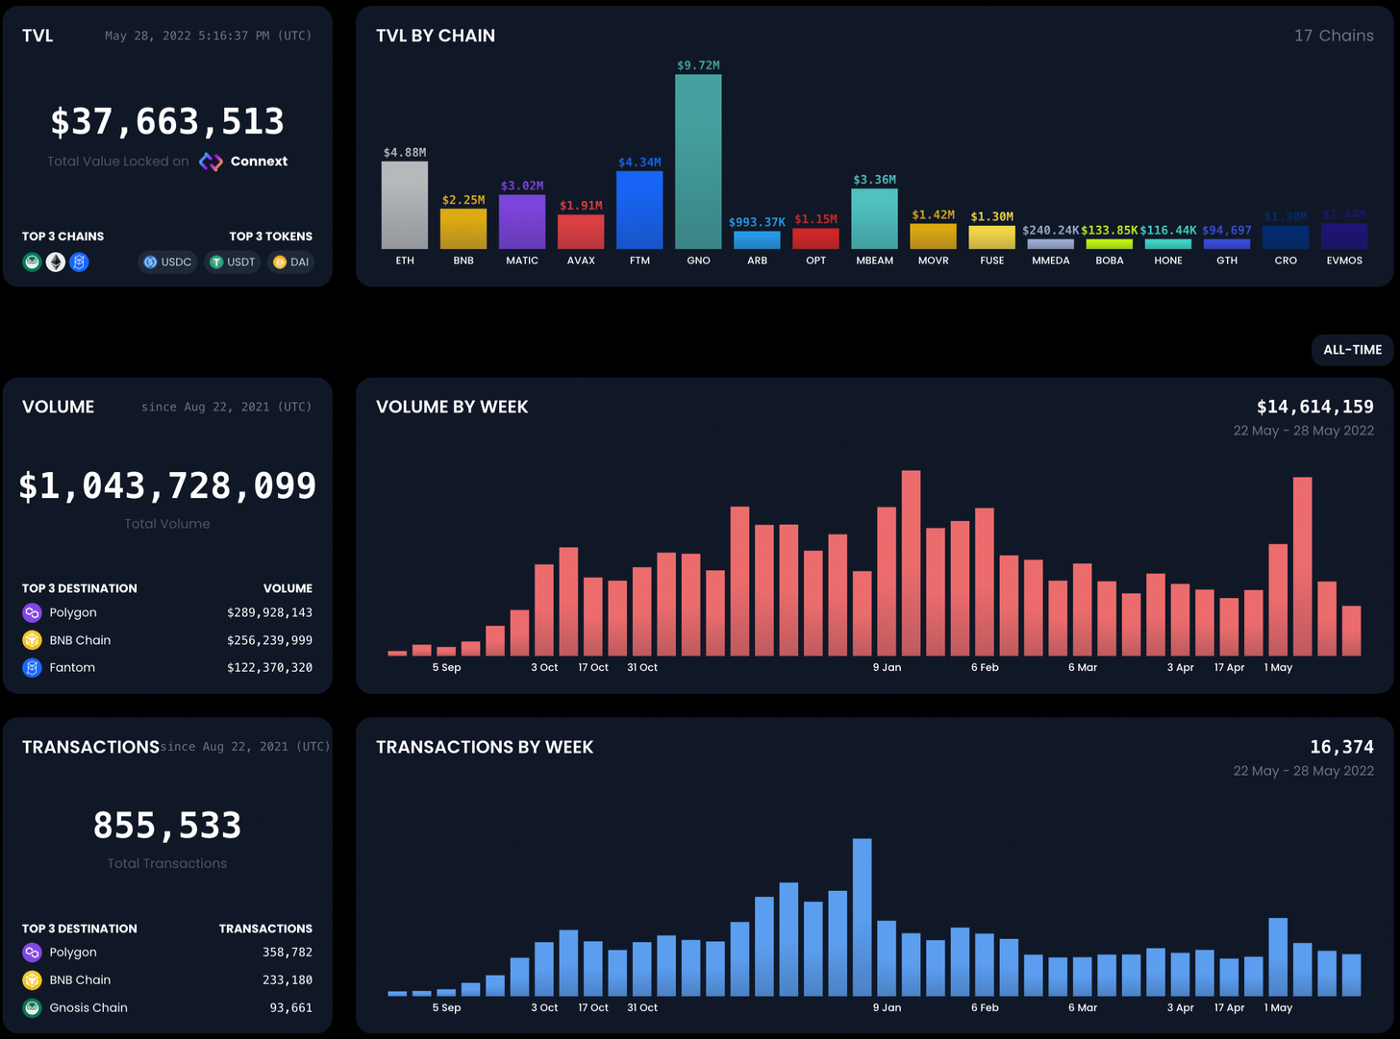 TVL
May 28, 2022 5:16:37 PM (UTC)
$37,663,513
Total Value Locked on Connext
TOP 3 CHAINS
TOP 3 TOKENS
USDC
USDT
DAI
TVL BY CHAIN
17 Chains
$4.88M
$2.25M
$3.02M
$1.91M
$4.34M
$9.72M
$993.37K
$1.15M
$3.36M
$1.42M
$1.30M
$240.24K
$133.85K
$116.44K
$94,697
$1.30M
$1.44M
ETH BNB MATIC AVAX FTM GNO ARB OPT MBEAM MOVR FUSE MMEDA BOBA HONE GTH CRO EVMOS
ALL-TIME
VOLUME
since Aug 22, 2021 (UTC)
$1,043,728,099
Total Volume
TOP 3 DESTINATION VOLUME
Polygon $289,928,143
BNB Chain $256,239,999
Fantom $122,370,320
VOLUME BY WEEK
$14,614,159
22 May - 28 May 2022
5 Sep 3 Oct 17 Oct 31 Oct 9 Jan 6 Feb 6 Mar 3 Apr 17 Apr 1 May
TRANSACTIONS
since Aug 22, 2021 (UTC)
855,533
Total Transactions
TOP 3 DESTINATION TRANSACTIONS
Polygon 358,782
BNB Chain 233,180
Gnosis Chain 93,661
TRANSACTIONS BY WEEK
16,374
22 May - 28 May 2022
5 Sep 3 Oct 17 Oct 31 Oct 9 Jan 6 Feb 6 Mar 3 Apr 17 Apr 1 May